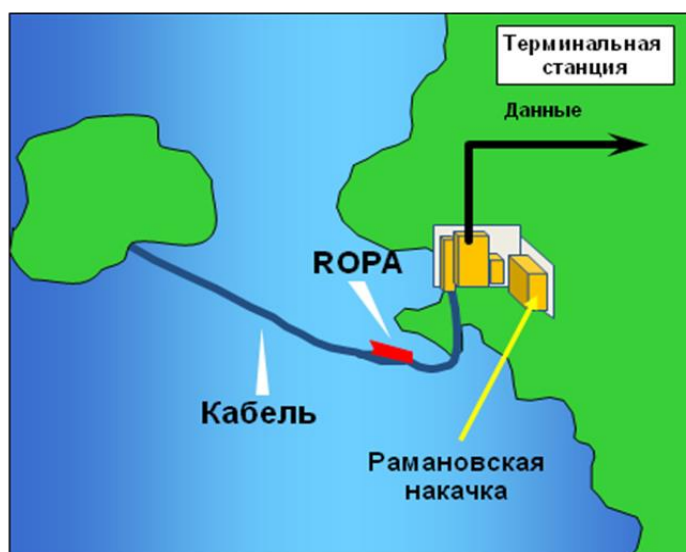 Терминальная
станция
Данные
ROPA
Кабель
Рамановская
накачка